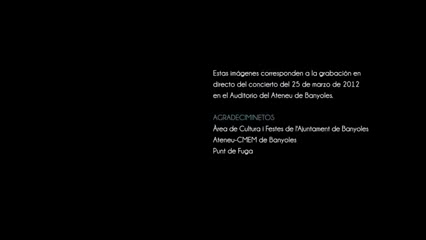 Estas imágenes corresponden a la grabación en
directo del concierto del 25 de marzo de 2012
en el Auditorio del Ateneu de Banyoles.
AGRADECIMINETOS
Àrea de Cultura i Festes de l'Ajuntament de Banyoles
Ateneu-CMEM de Banyoles
Punt de Fuga